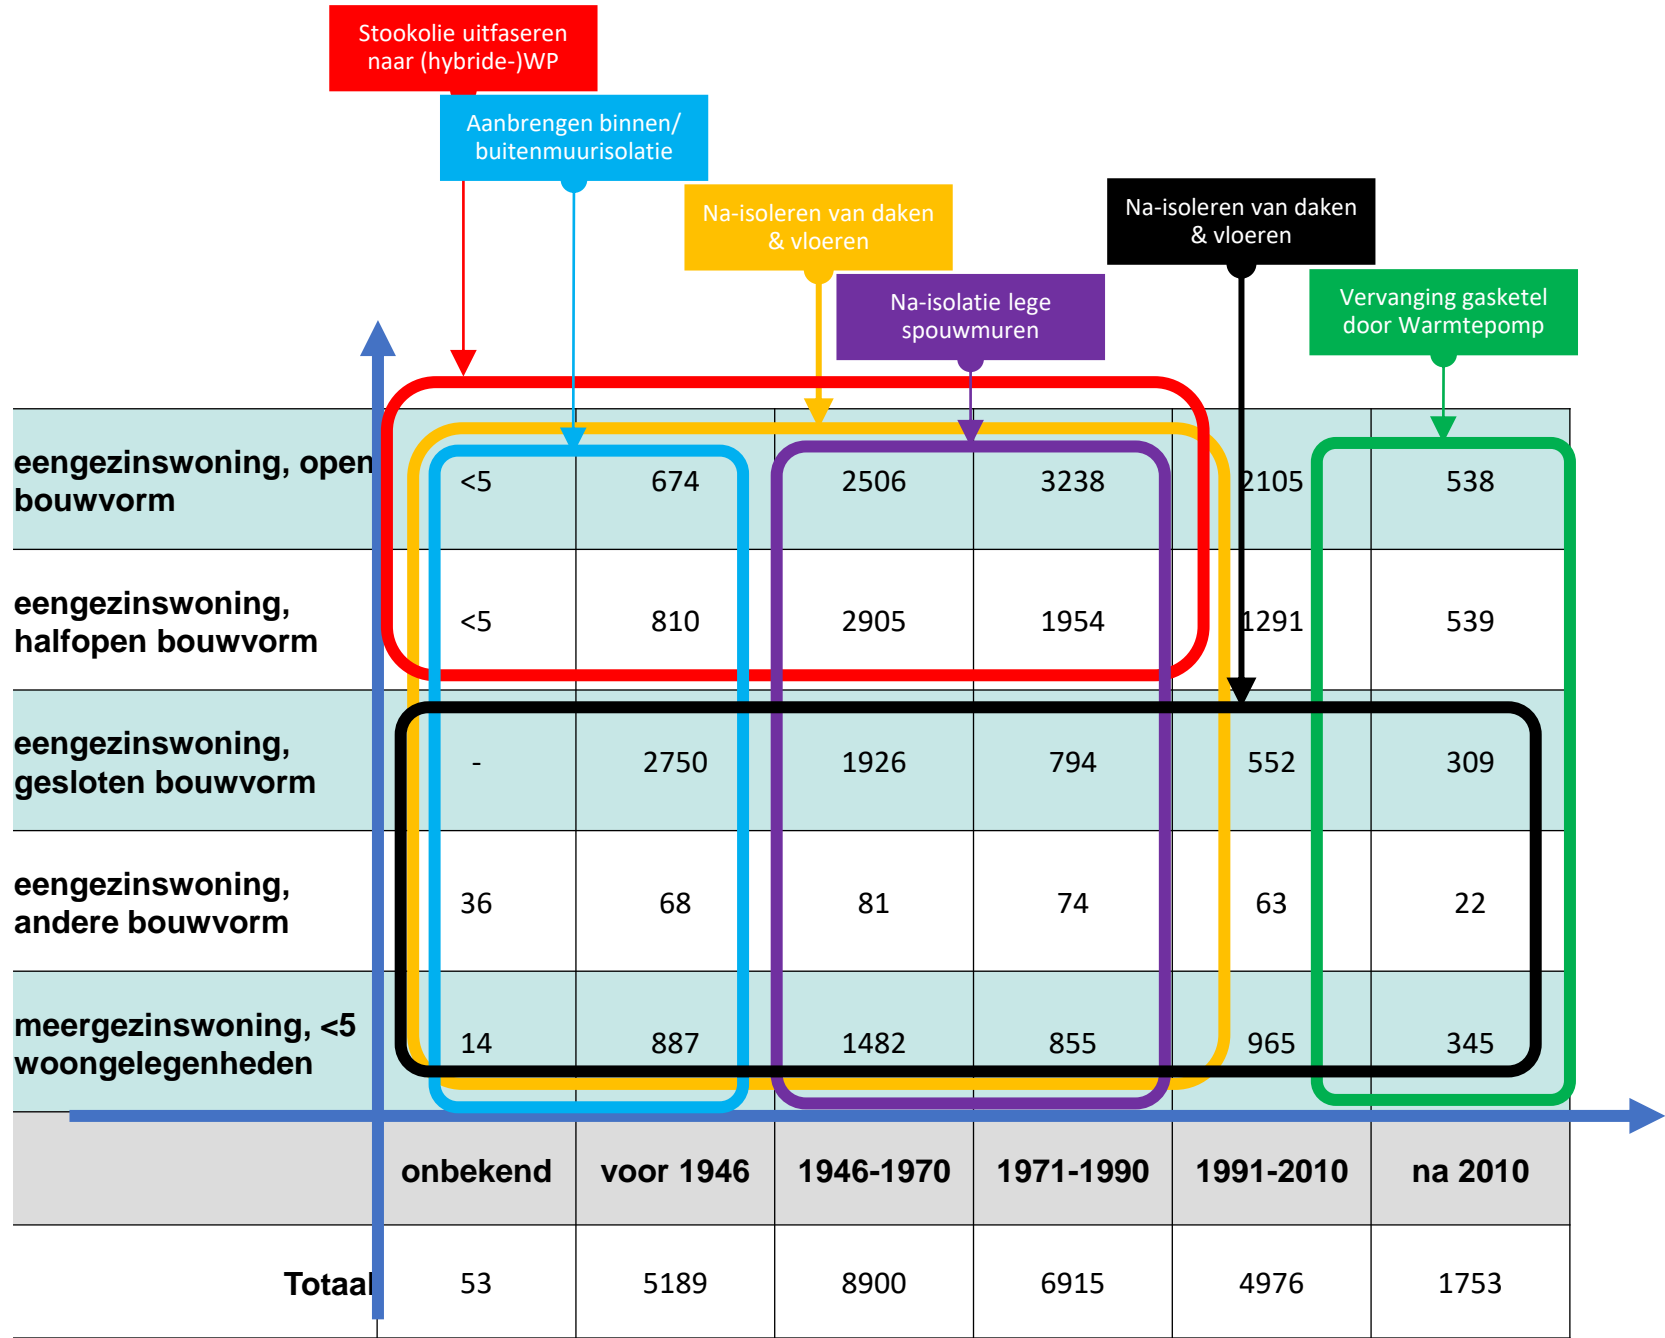 Stookolie uitfaseren
naar (hybride-)WP
Aanbrengen binnen/
buitenmuurisolatie
Na-isoleren van daken
& vloeren
Na-isoleren van daken
& vloeren
Na-isolatie lege
spouwmuren
Vervanging gasketel
door Warmtepomp
eengezinswoning, open
bouwvorm
<5 674 2506 3238 2105 538
eengezinswoning,
halfopen bouwvorm
<5 810 2905 1954 1291 539
eengezinswoning,
gesloten bouwvorm
- 2750 1926 794 552 309
eengezinswoning,
andere bouwvorm
36 68 81 74 63 22
meergezinswoning, <5
woongelegenheden
14 887 1482 855 965 345
onbekend voor 1946 1946-1970 1971-1990 1991-2010 na 2010
Totaal 53 5189 8900 6915 4976 1753